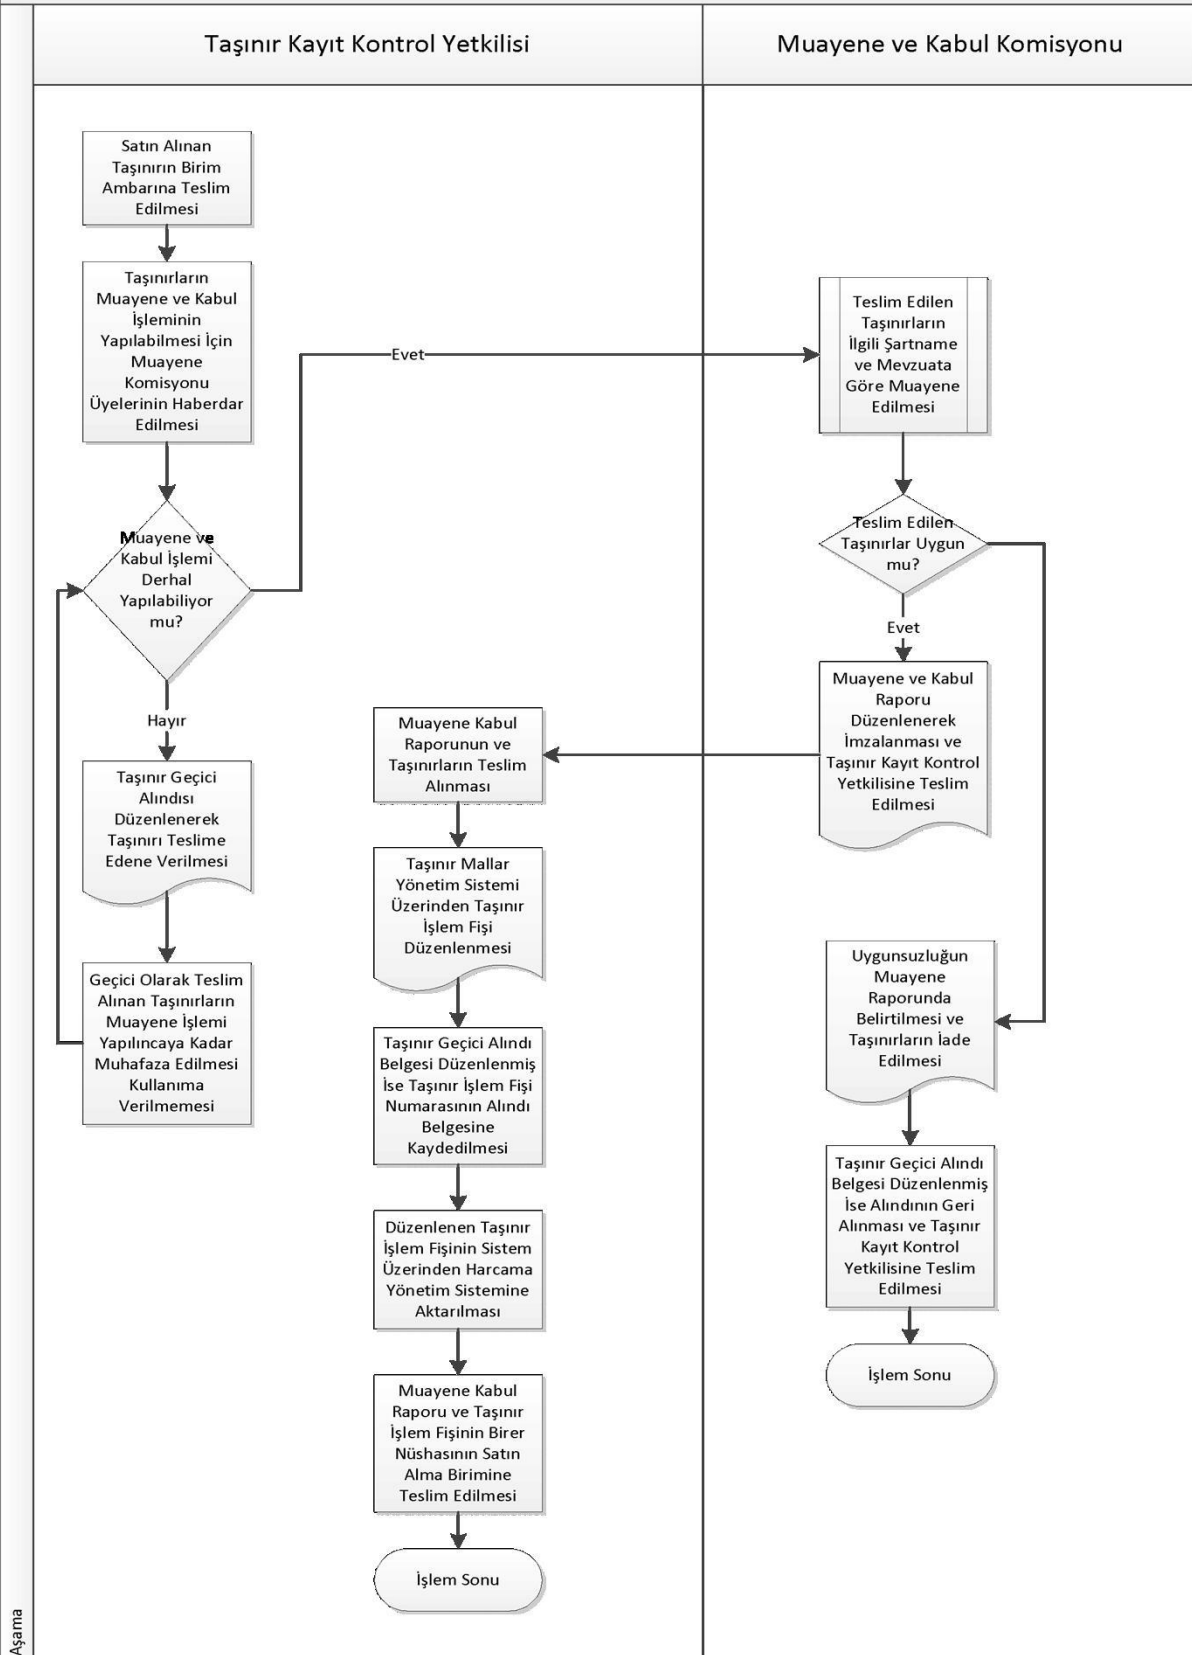 Taşınır Kayıt Kontrol Yetkilisi
Muayene ve Kabul Komisyonu
Satın Alınan
Taşınırın Birim
Ambarına Teslim
Edilmesi
Taşınırların
Muayene ve Kabul
İşleminin
Yapılabilmesi İçin
Muayene
Komisyonu
Üyelerinin Haberdar
Edilmesi
Muayene ve
Kabul İşlemi
Derhal
Yapılabiliyor
mu?
Evet
Hayır
Taşınır Geçici
Alındısı
Düzenlenerek
Taşınırı Teslime
Edene Verilmesi
Geçici Olarak Teslim
Alınan Taşınırların
Muayene İşlemi
Yapılıncaya Kadar
Muhafaza Edilmesi
Kullanıma
Verilmemesi
Teslim Edilen
Taşınırların
İlgili Şartname
ve Mevzuata
Göre Muayene
Edilmesi
Teslim Edilen
Taşınırlar Uygun
mu?
Evet
Muayene ve Kabul
Raporu
Düzenlenerek
İmzalanması ve
Taşınır Kayıt Kontrol
Yetkilisine Teslim
Edilmesi
Muayene Kabul
Raporunun ve
Taşınırların Teslim
Alınması
Taşınır Mallar
Yönetim Sistemi
Üzerinden Taşınır
İşlem Fişi
Düzenlenmesi
Taşınır Geçici Alındı
Belgesi Düzenlenmiş
İse Taşınır İşlem Fişi
Numarasının Alındı
Belgesine
Kaydedilmesi
Düzenlenen Taşınır
İşlem Fişinin Sistem
Üzerinden Harcama
Yönetim Sistemine
Aktarılması
Muayene Kabul
Raporu ve Taşınır
İşlem Fişinin Birer
Nüshasının Satın
Alma Birimine
Teslim Edilmesi
İşlem Sonu
Uygunsuzluğun
Muayene
Raporunda
Belirtilmesi ve
Taşınırların İade
Edilmesi
Taşınır Geçici Alındı
Belgesi Düzenlenmiş
İse Alındının Geri
Alınması ve Taşınır
Kayıt Kontrol
Yetkilisine Teslim
Edilmesi
İşlem Sonu
Aşama